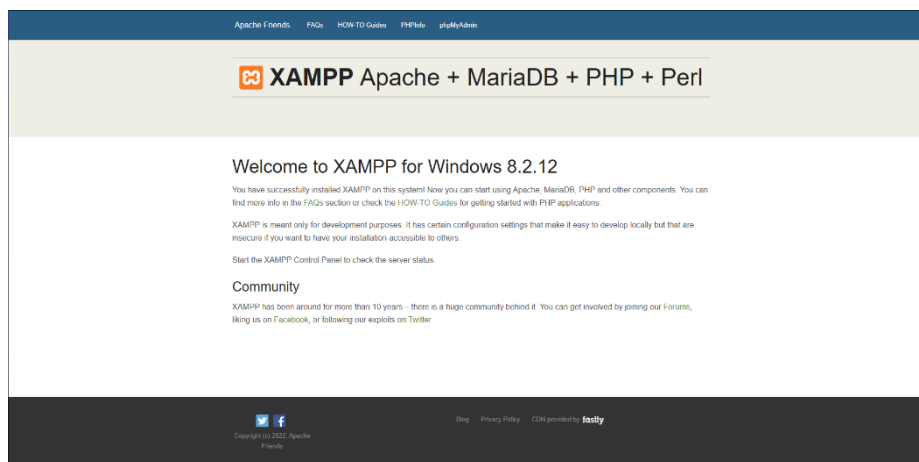 Apache Friends FAQs HOW-TO Guides PHPInfo phpMyAdmin
XAMPP Apache + MariaDB + PHP + Perl
Welcome to XAMPP for Windows 8.2.12
You have successfully installed XAMPP on this system! Now you can start using Apache, MariaDB, PHP and other components. You can
find more info in the FAQs section or check the HOW-TO Guides for getting started with PHP applications.
XAMPP is meant only for development purposes. It has certain configuration settings that make it easy to develop locally but that are
insecure if you want to have your installation accessible to others.
Start the XAMPP Control Panel to check the server status.
Community
XAMPP has been around for more than 10 years – there is a huge community behind it. You can get involved by joining our Forums,
liking us on Facebook, or following our exploits on Twitter.
Blog Privacy Policy CDN provided by fastly
Copyright (c) 2022, Apache
Friends